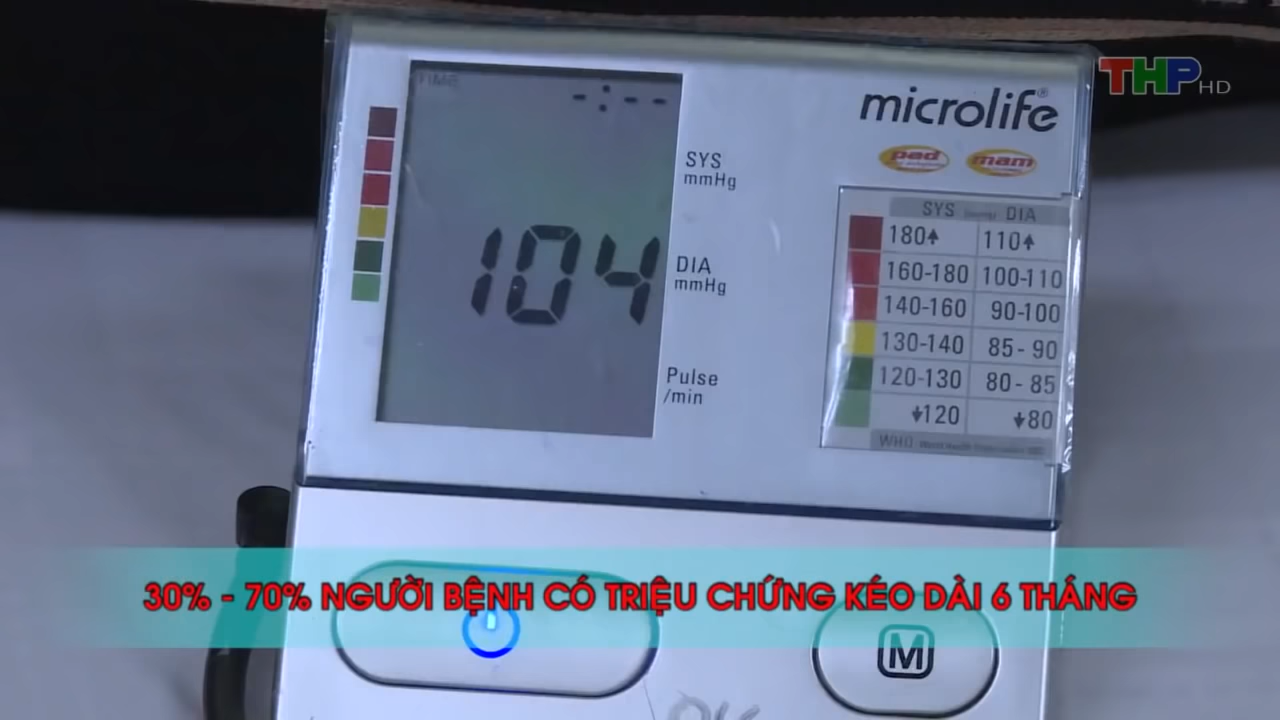 THP HD
microlife®
pad
mam
TIME
-:--
SYS
mmHg
104
DIA
mmHg
Pulse
/min
SYS DIA
180↑ 110↑
160-180 100-110
140-160 90-100
130-140 85-90
120-130 80-85
↓120 ↓80
WHO
30% - 70% NGƯỜI BỆNH CÓ TRIỆU CHỨNG KÉO DÀI 6 THÁNG
M